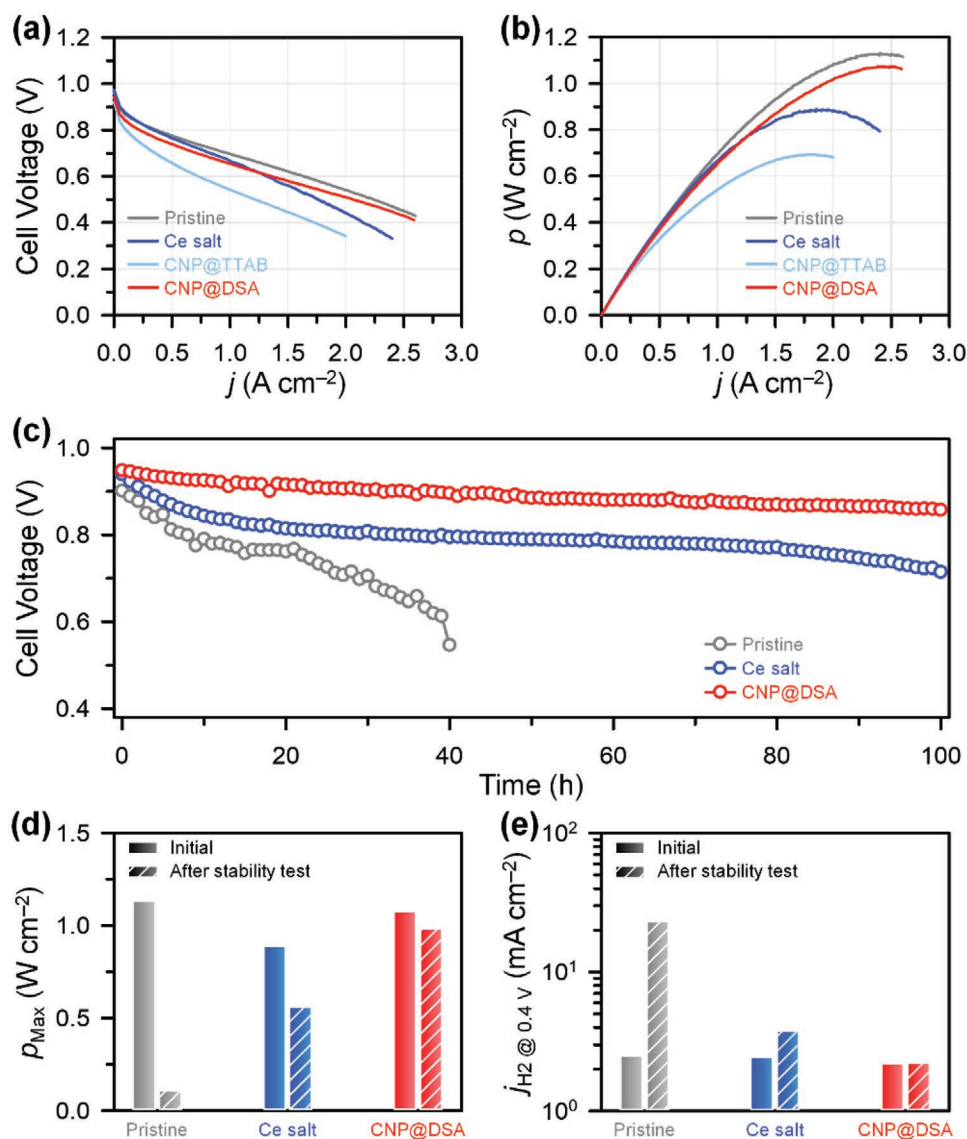 (a)
1.2
1.0
0.8
0.6
0.4
0.2
0.0
Cell Voltage (V)
Pristine
Ce salt
CNP@TTAB
CNP@DSA
0.0 0.5 1.0 1.5 2.0 2.5 3.0
j (A cm−2)
(b)
1.2
1.0
0.8
0.6
0.4
0.2
0.0
p (W cm−2)
Pristine
Ce salt
CNP@TTAB
CNP@DSA
0.0 0.5 1.0 1.5 2.0 2.5 3.0
j (A cm−2)
(c)
1.0
0.8
0.6
0.4
Cell Voltage (V)
Pristine
Ce salt
CNP@DSA
0 20 40 60 80 100
Time (h)
(d)
1.5
1.0
0.5
0.0
pMax (W cm−2)
Initial
After stability test
Pristine Ce salt CNP@DSA
(e)
10²
10¹
10⁰
jH2 @ 0.4 V (mA cm−2)
Initial
After stability test
Pristine Ce salt CNP@DSA